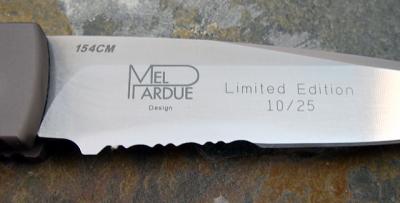 154CM
MEL
PARDUE
Design
Limited Edition
10/25